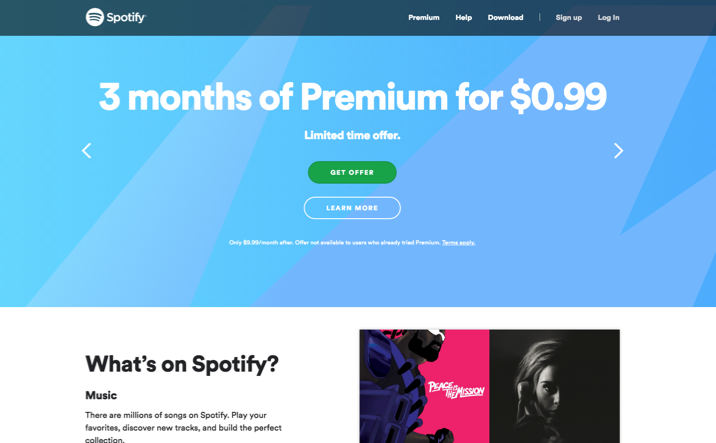 Spotify
Premium Help Download | Sign up Log In
3 months of Premium for $0.99
Limited time offer.
GET OFFER
LEARN MORE
Only $9.99/month after. Offer not available to users who already tried Premium. Terms apply.
What's on Spotify?
Music
There are millions of songs on Spotify. Play your
favorites, discover new tracks, and build the perfect
collection.
PEACE IS THE MISSION